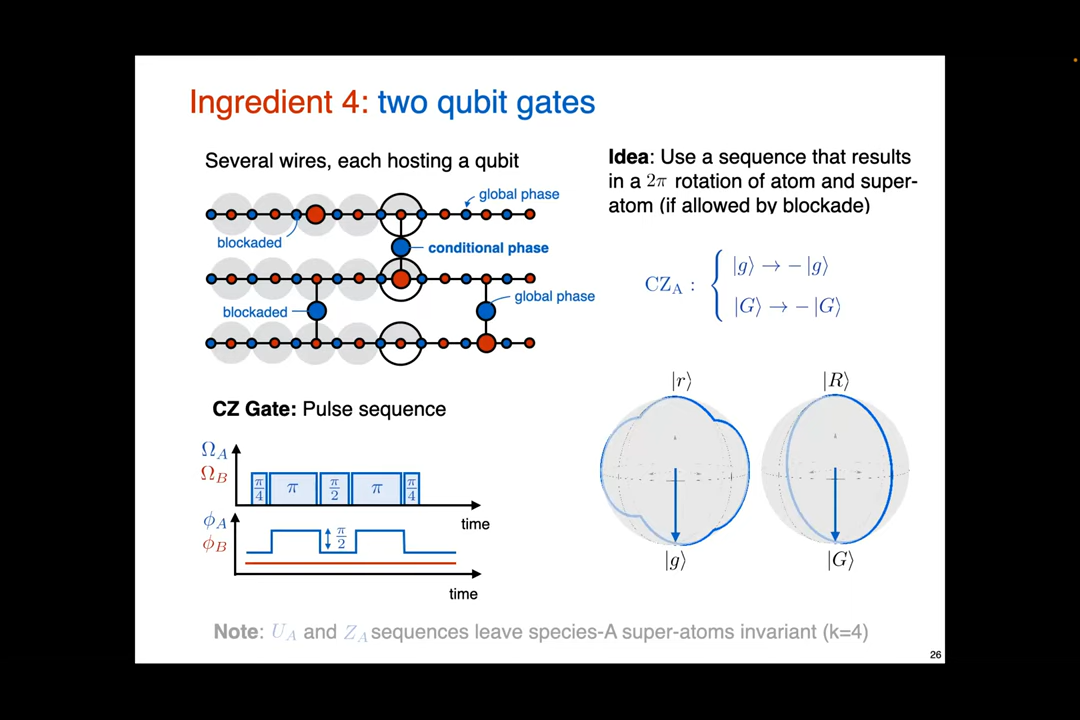 Ingredient 4: two qubit gates
Several wires, each hosting a qubit
global phase
blockaded
conditional phase
global phase
blockaded
Idea: Use a sequence that results
in a 2π rotation of atom and super-
atom (if allowed by blockade)
CZ_A : { |g⟩ → − |g⟩
|G⟩ → − |G⟩
CZ Gate: Pulse sequence
Ω_A
Ω_B
π/4 π π/2 π π/4
time
ϕ_A
ϕ_B
π/2
time
|r⟩ |R⟩
|g⟩ |G⟩
Note: U_A and Z_A sequences leave species-A super-atoms invariant (k=4)
26